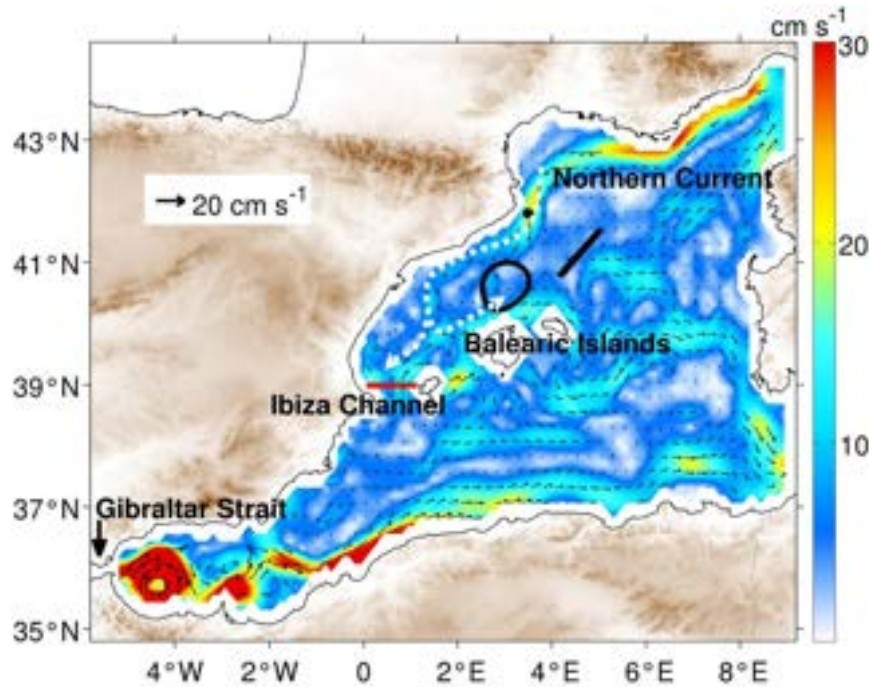 cm s⁻¹
30
43°N
Northern Current
20 cm s⁻¹
20
41°N
Balearic Islands
39°N
Ibiza Channel
10
37°N
Gibraltar Strait
35°N
4°W
2°W
0
2°E
4°E
6°E
8°E